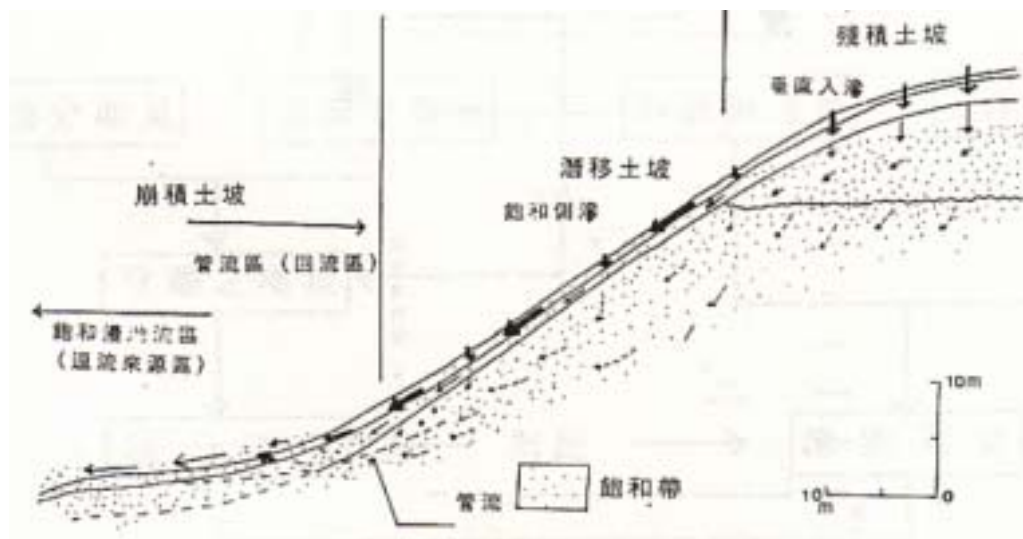 殘積土坡
垂直入滲
潛移土坡
飽和側滲
崩積土坡
管流區（回流區）
飽和漫地流區
（逕流來源區）
管流
飽和帶
10m
0
10
m